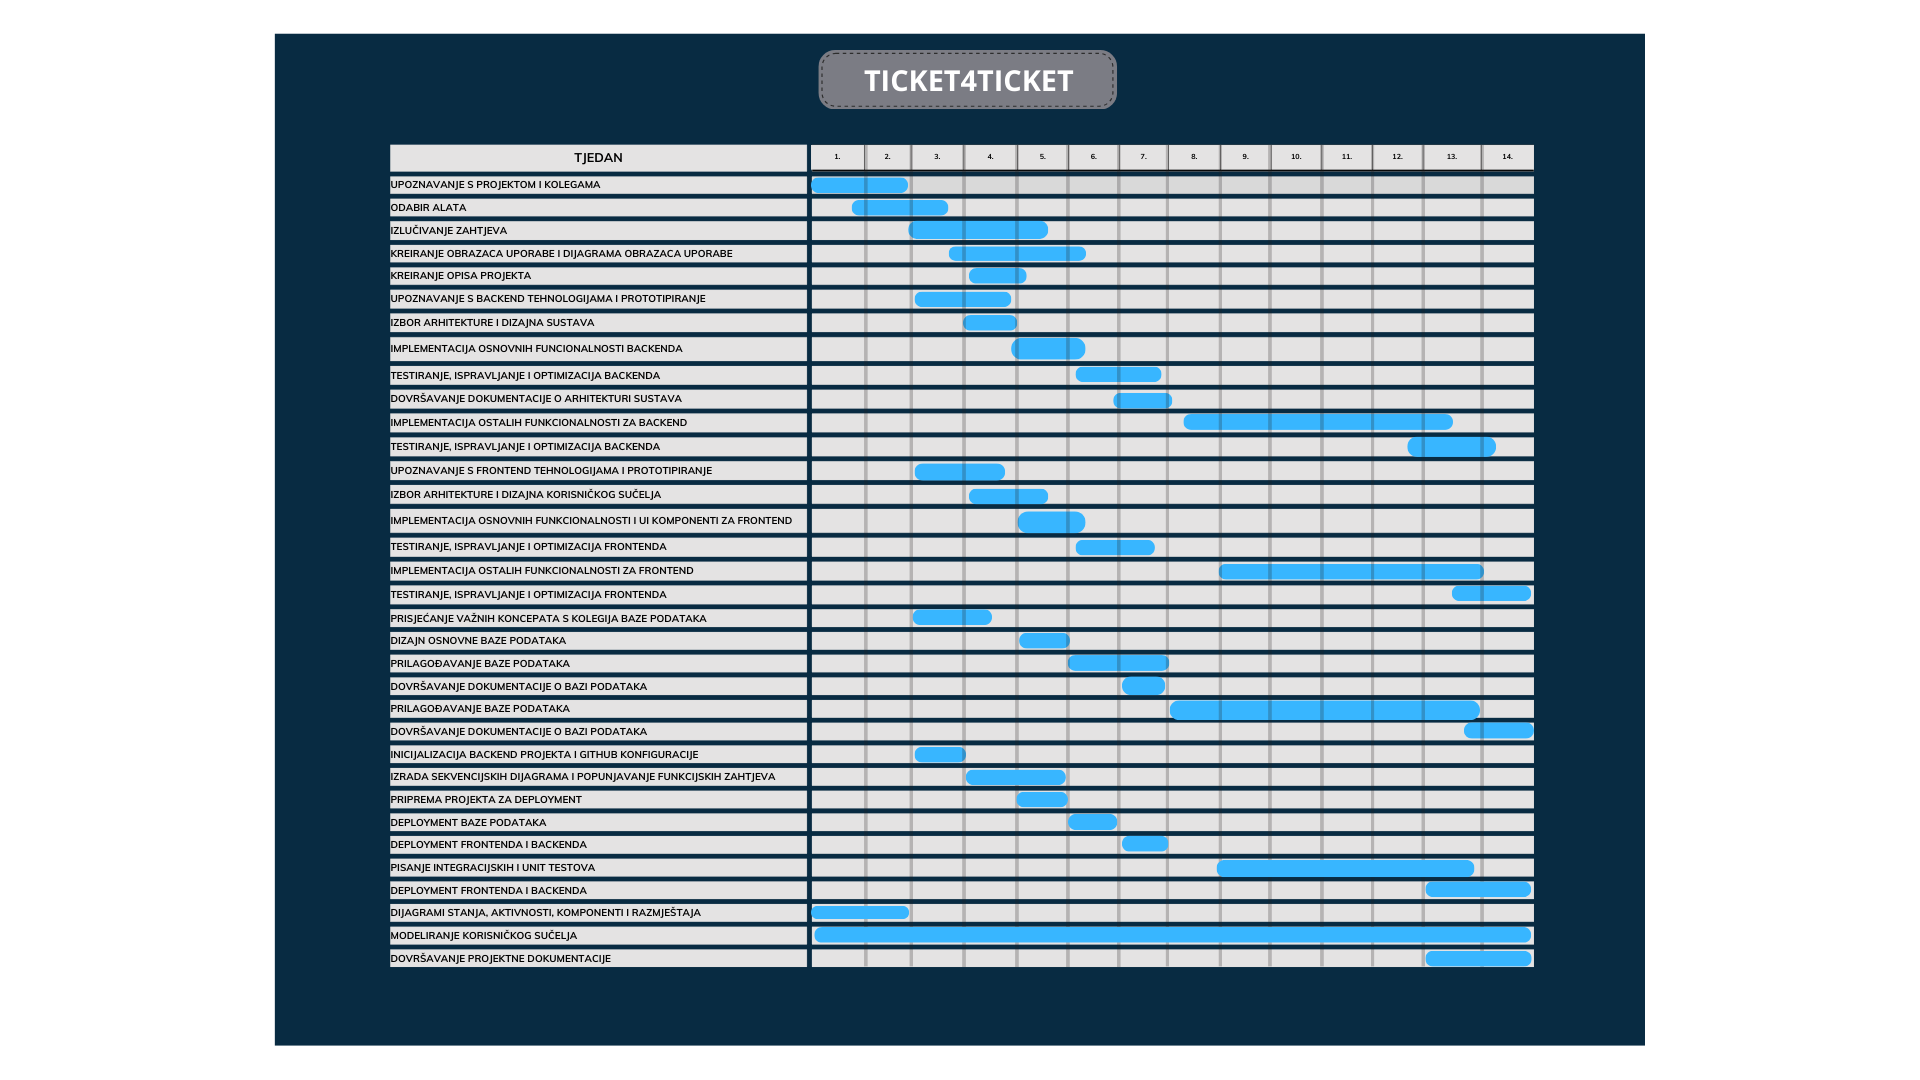 TICKET4TICKET
TJEDAN 1. 2. 3. 4. 5. 6. 7. 8. 9. 10. 11. 12. 13. 14.
UPOZNAVANJE S PROJEKTOM I KOLEGAMA
ODABIR ALATA
IZLUČIVANJE ZAHTJEVA
KREIRANJE OBRAZACA UPORABE I DIJAGRAMA OBRAZACA UPORABE
KREIRANJE OPISA PROJEKTA
UPOZNAVANJE S BACKEND TEHNOLOGIJAMA I PROTOTIPIRANJE
IZBOR ARHITEKTURE I DIZAJNA SUSTAVA
IMPLEMENTACIJA OSNOVNIH FUNCIONALNOSTI BACKENDA
TESTIRANJE, ISPRAVLJANJE I OPTIMIZACIJA BACKENDA
DOVRŠAVANJE DOKUMENTACIJE O ARHITEKTURI SUSTAVA
IMPLEMENTACIJA OSTALIH FUNKCIONALNOSTI ZA BACKEND
TESTIRANJE, ISPRAVLJANJE I OPTIMIZACIJA BACKENDA
UPOZNAVANJE S FRONTEND TEHNOLOGIJAMA I PROTOTIPIRANJE
IZBOR ARHITEKTURE I DIZAJNA KORISNIČKOG SUČELJA
IMPLEMENTACIJA OSNOVNIH FUNKCIONALNOSTI I UI KOMPONENTI ZA FRONTEND
TESTIRANJE, ISPRAVLJANJE I OPTIMIZACIJA FRONTENDA
IMPLEMENTACIJA OSTALIH FUNKCIONALNOSTI ZA FRONTEND
TESTIRANJE, ISPRAVLJANJE I OPTIMIZACIJA FRONTENDA
PRISJEĆANJE VAŽNIH KONCEPATA S KOLEGIJA BAZE PODATAKA
DIZAJN OSNOVNE BAZE PODATAKA
PRILAGOĐAVANJE BAZE PODATAKA
DOVRŠAVANJE DOKUMENTACIJE O BAZI PODATAKA
PRILAGOĐAVANJE BAZE PODATAKA
DOVRŠAVANJE DOKUMENTACIJE O BAZI PODATAKA
INICIJALIZACIJA BACKEND PROJEKTA I GITHUB KONFIGURACIJE
IZRADA SEKVENCIJSKIH DIJAGRAMA I POPUNJAVANJE FUNKCIJSKIH ZAHTJEVA
PRIPREMA PROJEKTA ZA DEPLOYMENT
DEPLOYMENT BAZE PODATAKA
DEPLOYMENT FRONTENDA I BACKENDA
PISANJE INTEGRACIJSKIH I UNIT TESTOVA
DEPLOYMENT FRONTENDA I BACKENDA
DIJAGRAMI STANJA, AKTIVNOSTI, KOMPONENTI I RAZMJEŠTAJA
MODELIRANJE KORISNIČKOG SUČELJA
DOVRŠAVANJE PROJEKTNE DOKUMENTACIJE